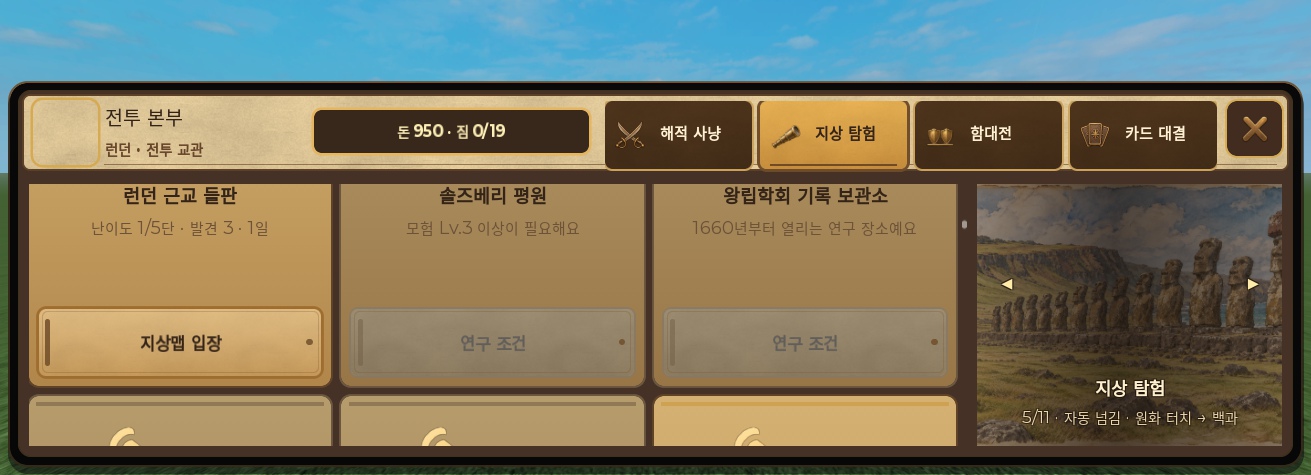 전투 본부
런던 · 전투 교관
돈 950 · 짐 0/19
해적 사냥
지상 탐험
함대전
카드 대결
런던 근교 들판
난이도 1/5단 · 발견 3 · 1일
지상맵 입장
솔즈베리 평원
모험 Lv.3 이상이 필요해요
연구 조건
왕립학회 기록 보관소
1660년부터 열리는 연구 장소예요
연구 조건
지상 탐험
5/11 · 자동 넘김 · 원화 터치 → 백과